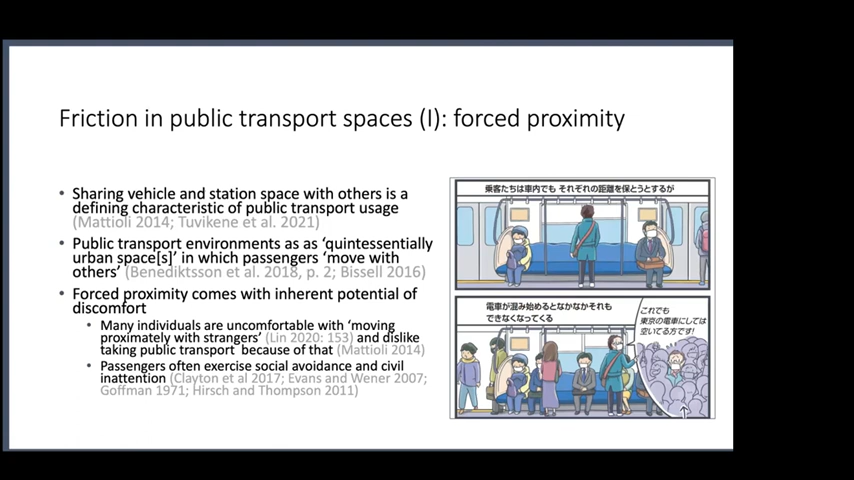 Friction in public transport spaces (I): forced proximity
• Sharing vehicle and station space with others is a
defining characteristic of public transport usage
(Mattioli 2014; Tuvikene et al. 2021)
• Public transport environments as as ‘quintessentially
urban space[s]’ in which passengers ‘move with
others’ (Benediktsson et al. 2018, p. 2; Bissell 2016)
• Forced proximity comes with inherent potential of
discomfort
• Many individuals are uncomfortable with ‘moving
proximately with strangers’ (Lin 2020: 153) and dislike
taking public transport because of that (Mattioli 2014)
• Passengers often exercise social avoidance and civil
inattention (Clayton et al 2017; Evans and Wener 2007;
Goffman 1971; Hirsch and Thompson 2011)
乗客たちは車内でも それぞれの距離を保とうとするが
電車が混み始めるとなかなかそれも
できなくなってくる
これでも
東京の電車にしては
空いてる方です!